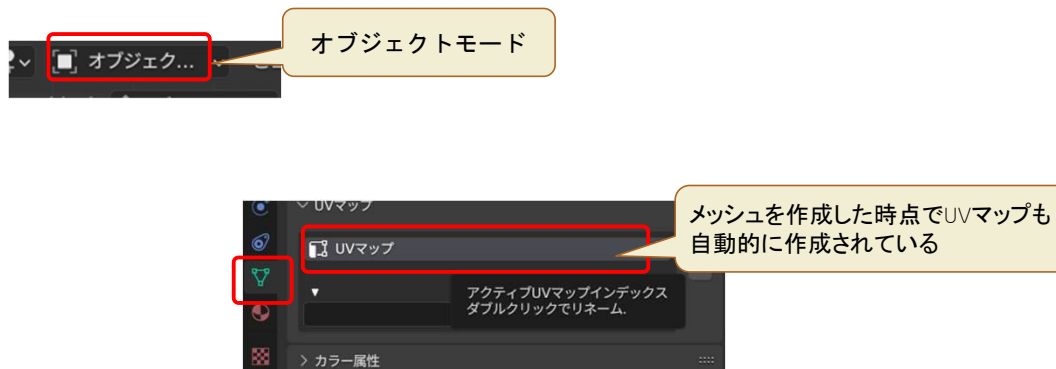 オブジェクトモード
オブジェク...
UVマップ
メッシュを作成した時点でUVマップも
自動的に作成されている
UVマップ
アクティブUVマップインデックス
ダブルクリックでリネーム.
カラー属性